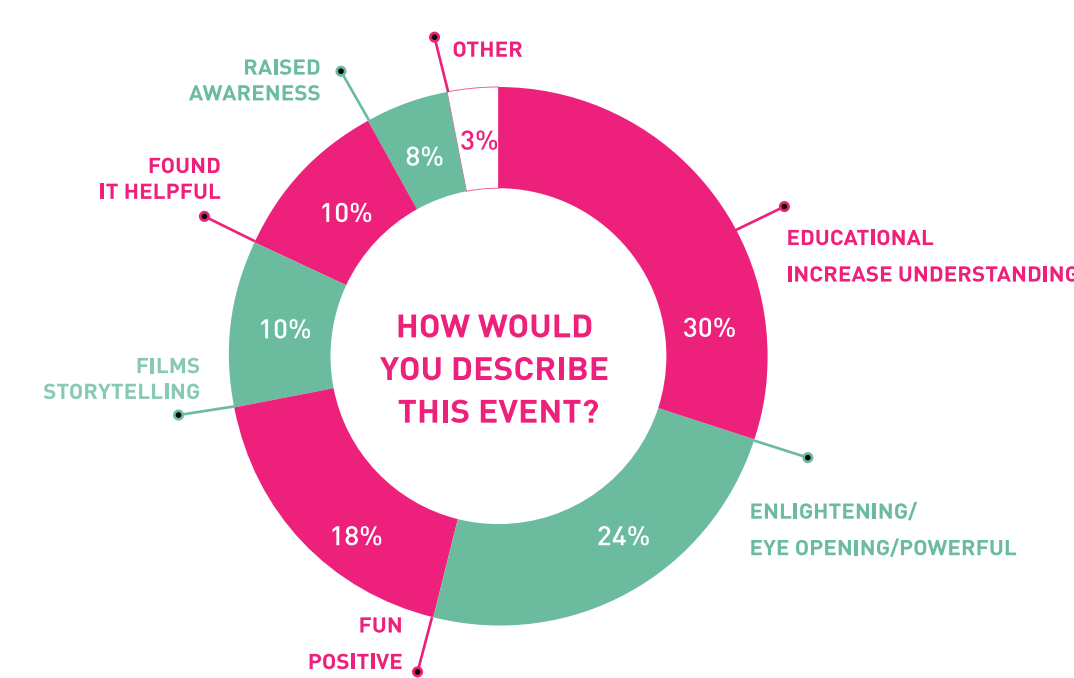 OTHER
RAISED
AWARENESS
3%
8%
FOUND
IT HELPFUL
10%
EDUCATIONAL
INCREASE UNDERSTANDING
30%
10%
HOW WOULD
YOU DESCRIBE
THIS EVENT?
FILMS
STORYTELLING
ENLIGHTENING/
EYE OPENING/POWERFUL
24%
18%
FUN
POSITIVE